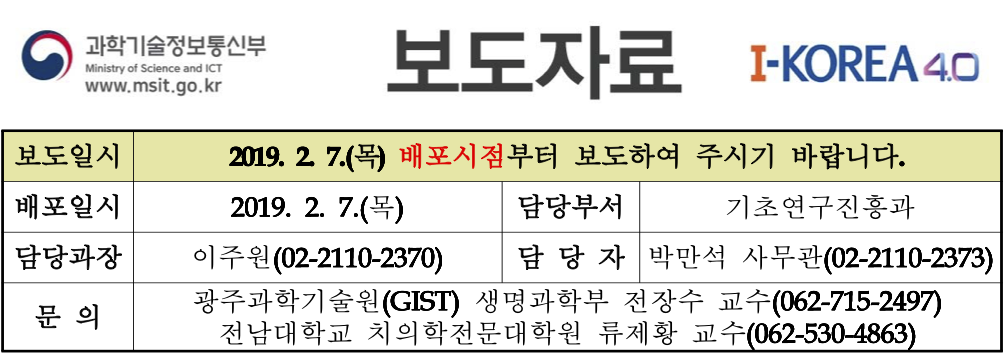 과학기술정보통신부
Ministry of Science and ICT
www.msit.go.kr
보도자료
I-KOREA 4.0
보도일시 2019. 2. 7.(목) 배포시점부터 보도하여 주시기 바랍니다.
배포일시 2019. 2. 7.(목) 담당부서 기초연구진흥과
담당과장 이주원(02-2110-2370) 담 당 자 박만석 사무관(02-2110-2373)
문 의 광주과학기술원(GIST) 생명과학부 전장수 교수(062-715-2497)
전남대학교 치의학전문대학원 류제황 교수(062-530-4863)